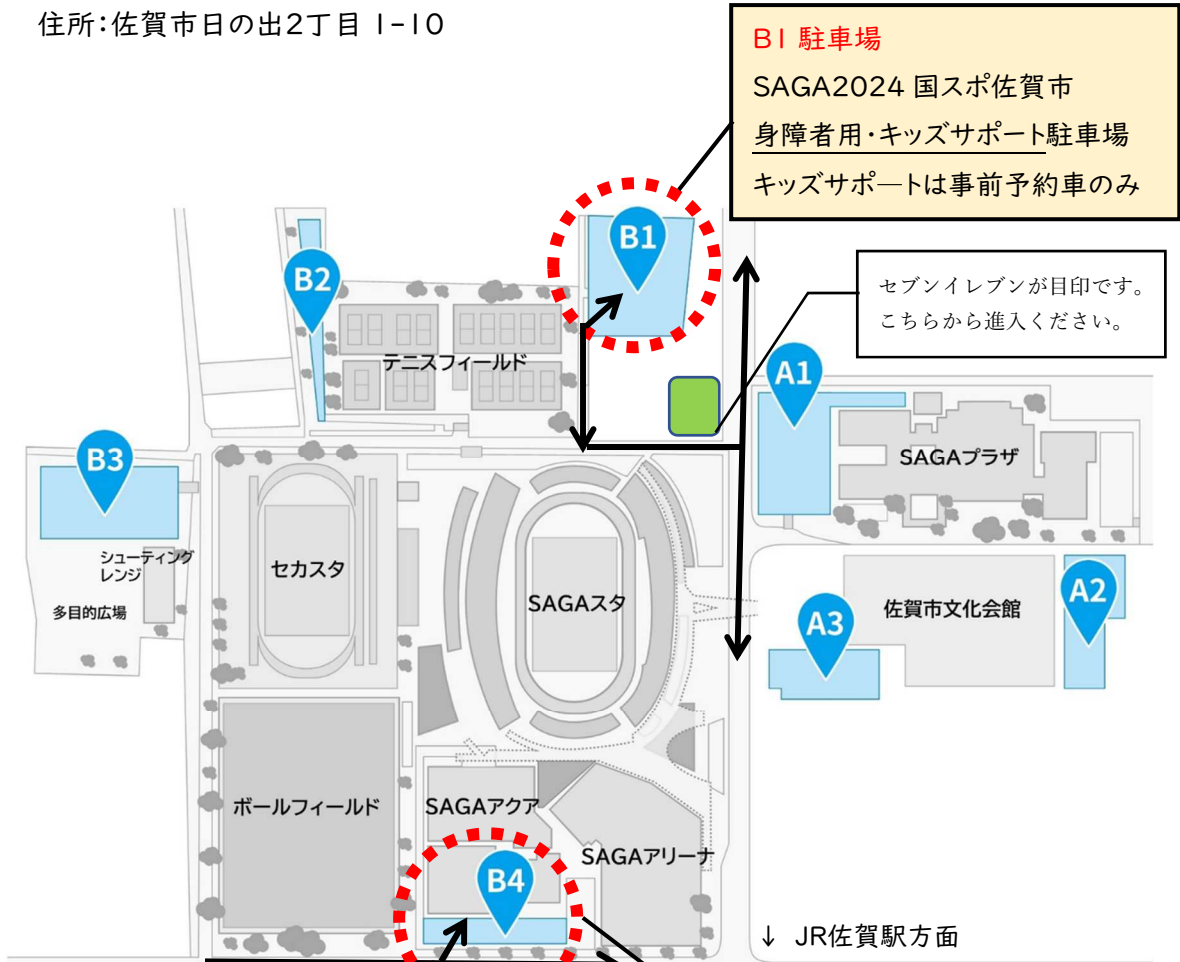 住所：佐賀市日の出2丁目 1-10
B1 駐車場
SAGA2024 国スポ佐賀市
身障者用・キッズサポート駐車場
キッズサポートは事前予約車のみ
B1
B2
セブンイレブンが目印です。
こちらから進入ください。
テニスフィールド
A1
B3
SAGAプラザ
シューティング
レンジ
セカスタ
多目的広場
SAGAスタ
佐賀市文化会館
A2
A3
ボールフィールド
SAGAアクア
SAGAアリーナ
B4
↓ JR佐賀駅方面